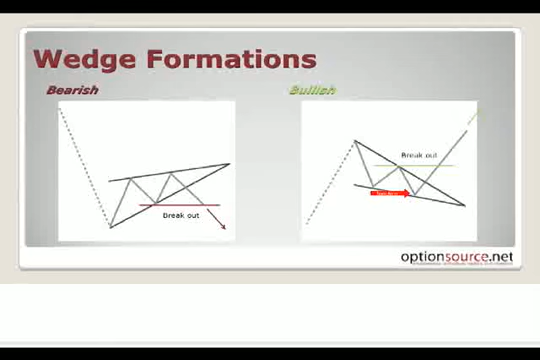 Wedge Formations
Bearish
Bullish
Break out
Break out
optionsource.net